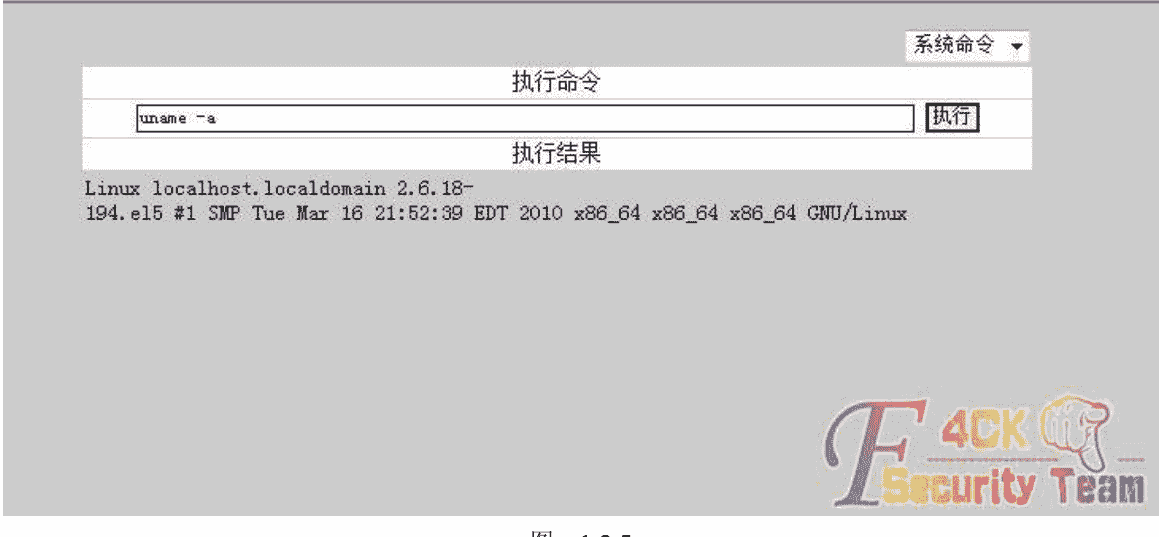 系统命令
执行命令
uname -a
执行
执行结果
Linux localhost.localdomain 2.6.18-
194.el5 #1 SMP Tue Mar 16 21:52:39 EDT 2010 x86_64 x86_64 x86_64 GNU/Linux
F4CK
Security Team